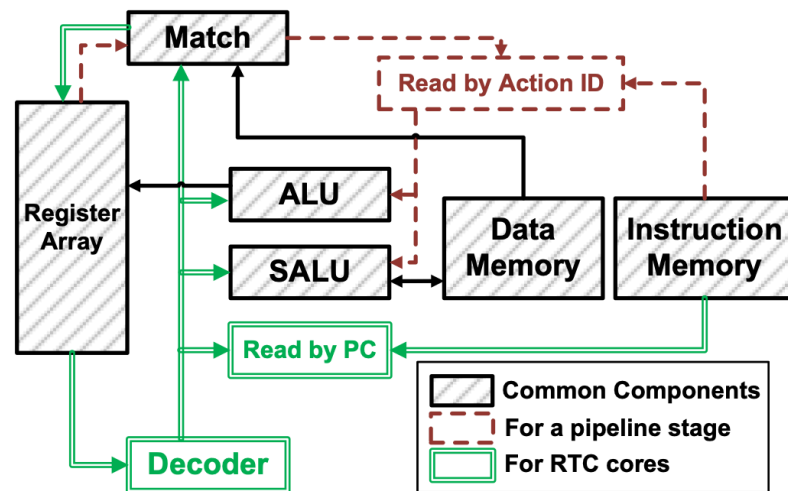 Match
Read by Action ID
Register
Array
ALU
SALU
Data
Memory
Instruction
Memory
Read by PC
Decoder
Common Components
For a pipeline stage
For RTC cores